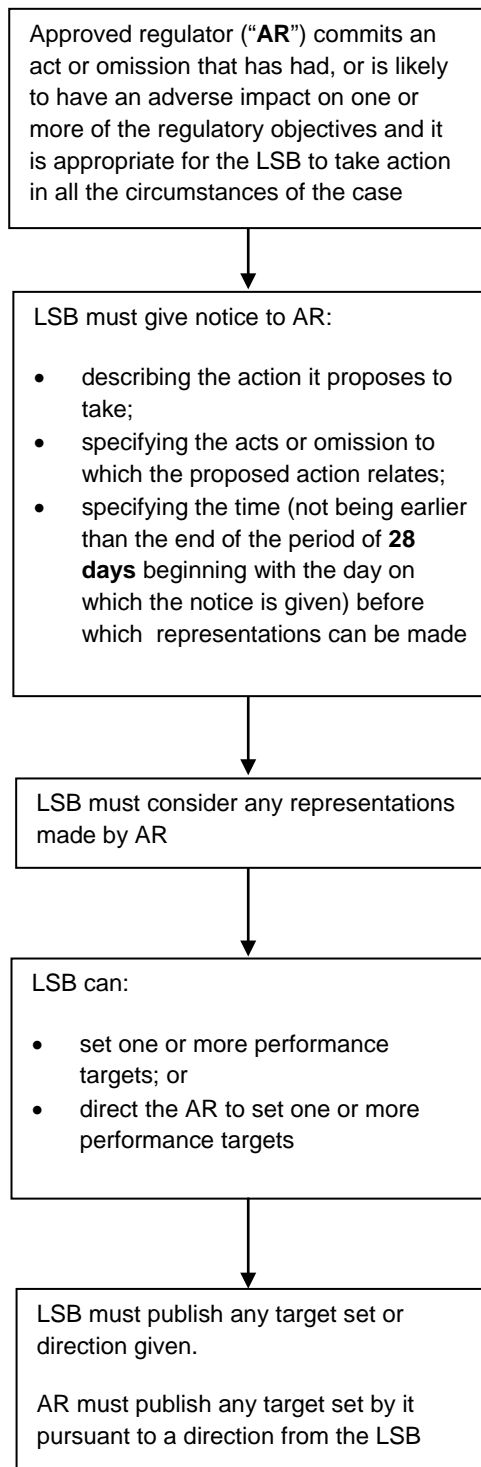 Approved regulator (“AR”) commits an
act or omission that has had, or is likely
to have an adverse impact on one or
more of the regulatory objectives and it
is appropriate for the LSB to take action
in all the circumstances of the case
LSB must give notice to AR:
• describing the action it proposes to
take;
• specifying the acts or omission to
which the proposed action relates;
• specifying the time (not being earlier
than the end of the period of 28
days beginning with the day on
which the notice is given) before
which representations can be made
LSB must consider any representations
made by AR
LSB can:
• set one or more performance
targets; or
• direct the AR to set one or more
performance targets
LSB must publish any target set or
direction given.
AR must publish any target set by it
pursuant to a direction from the LSB